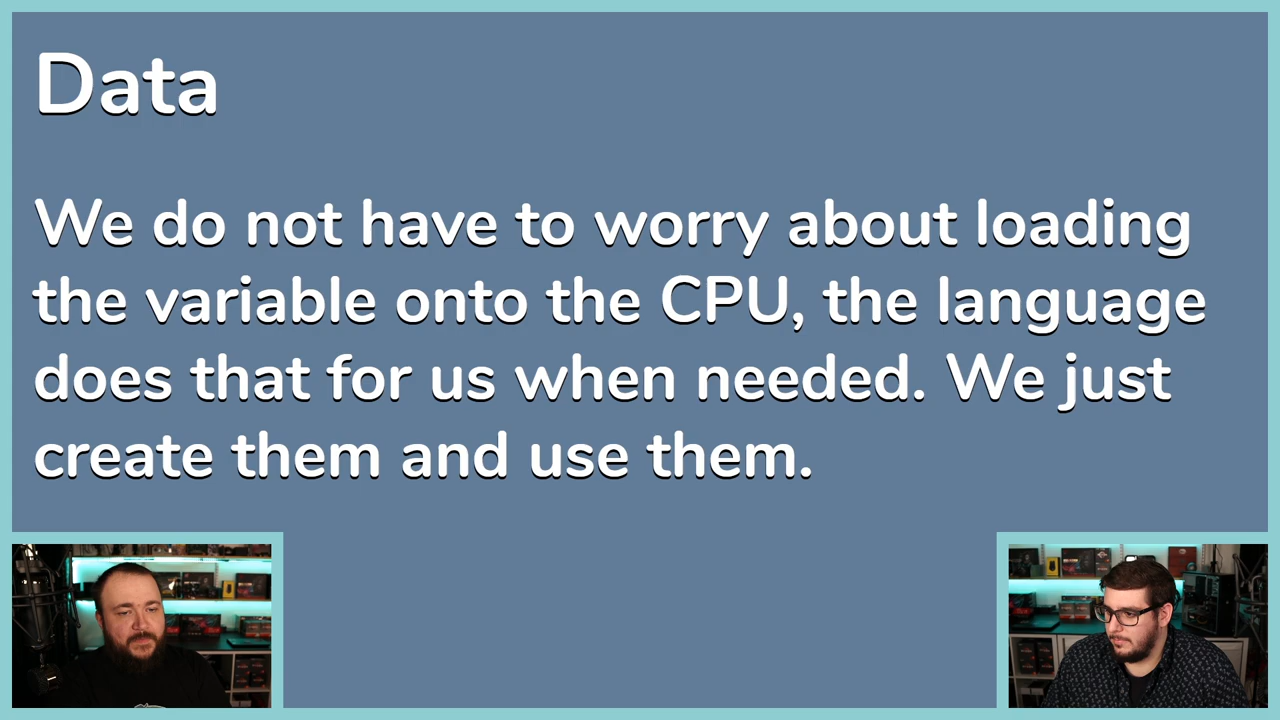 Data
We do not have to worry about loading
the variable onto the CPU, the language
does that for us when needed. We just
create them and use them.